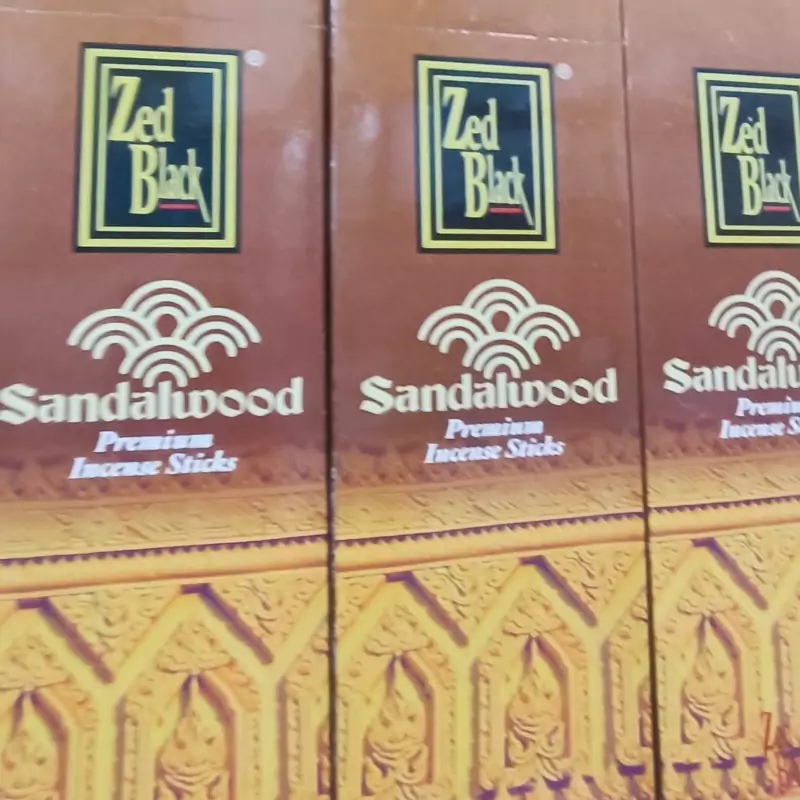 Zed
Black
®
Sandalwood
Premium
Incense Sticks
Zed
Black
®
Sandalwood
Premium
Incense Sticks
Zed
Black